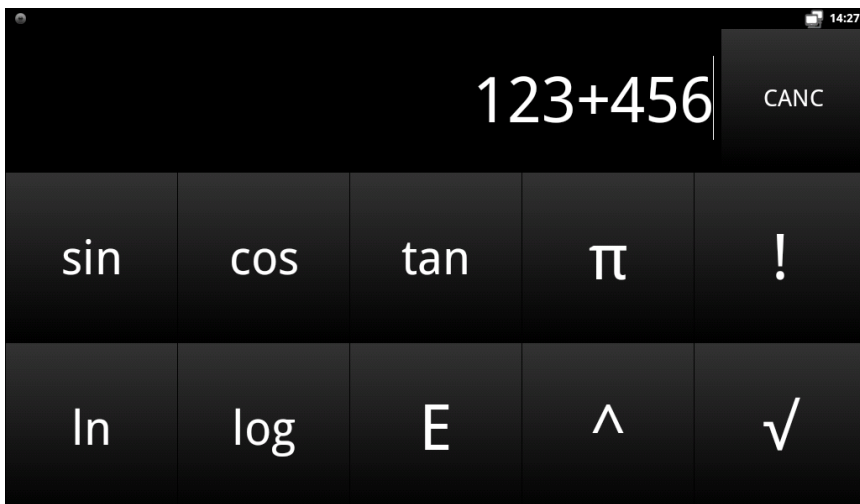 14:27
123+456
CANC
sin cos tan π !
ln log E ^ √